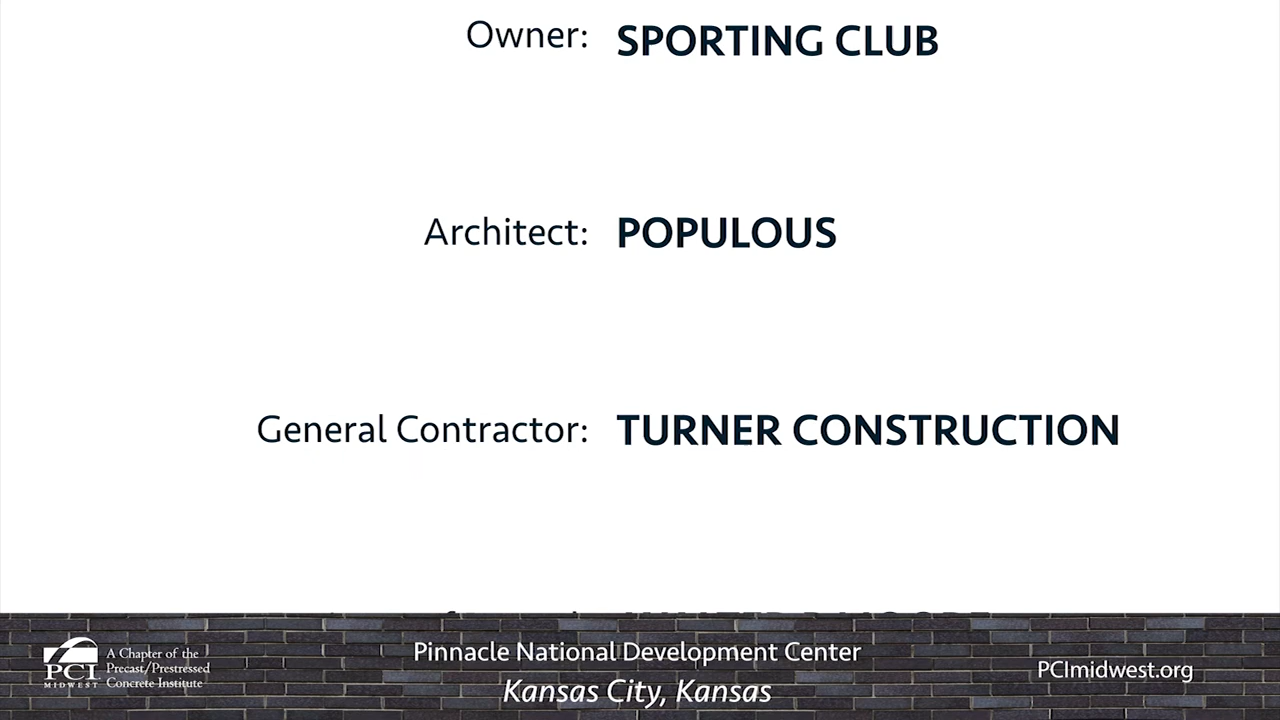 Owner: SPORTING CLUB
Architect: POPULOUS
General Contractor: TURNER CONSTRUCTION
PCI
MIDWEST
A Chapter of the
Precast/Prestressed
Concrete Institute
Pinnacle National Development Center
Kansas City, Kansas
PCImidwest.org